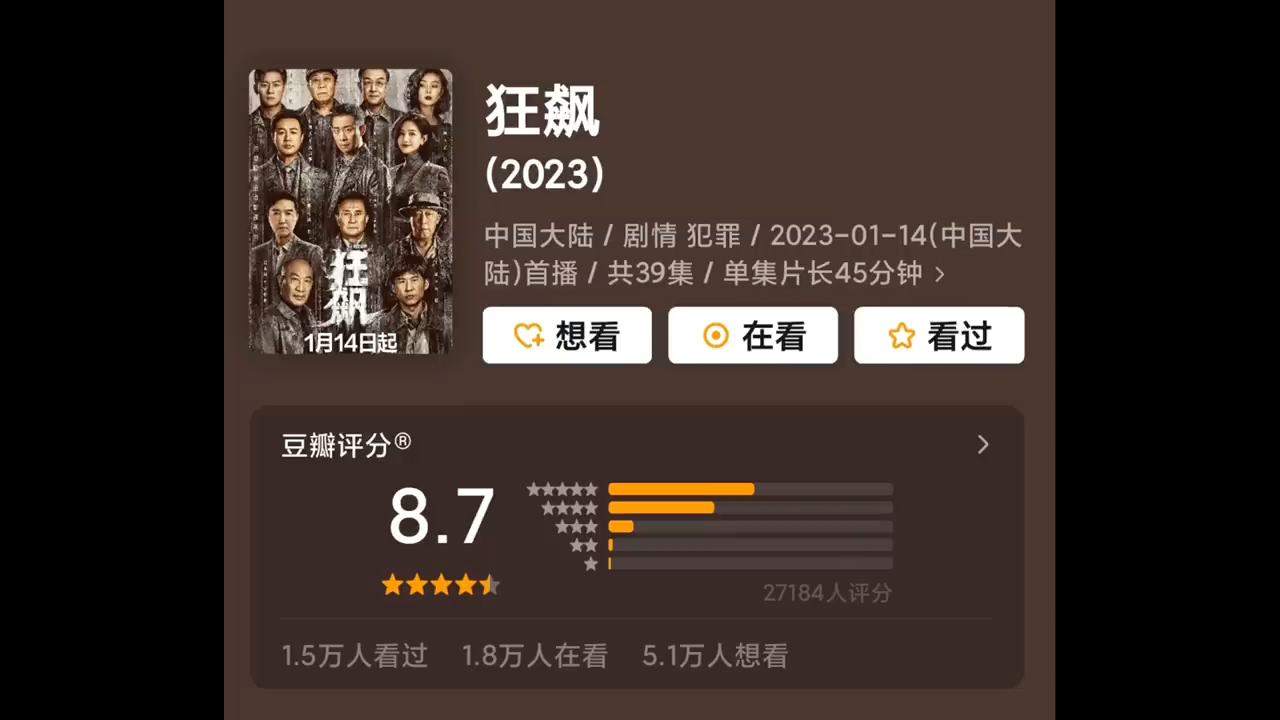 狂飙
(2023)
中国大陆 / 剧情 犯罪 / 2023-01-14(中国大
陆)首播 / 共39集 / 单集片长45分钟 >
想看
在看
看过
狂飙
1月14日起
豆瓣评分®
8.7
27184人评分
1.5万人看过
1.8万人在看
5.1万人想看